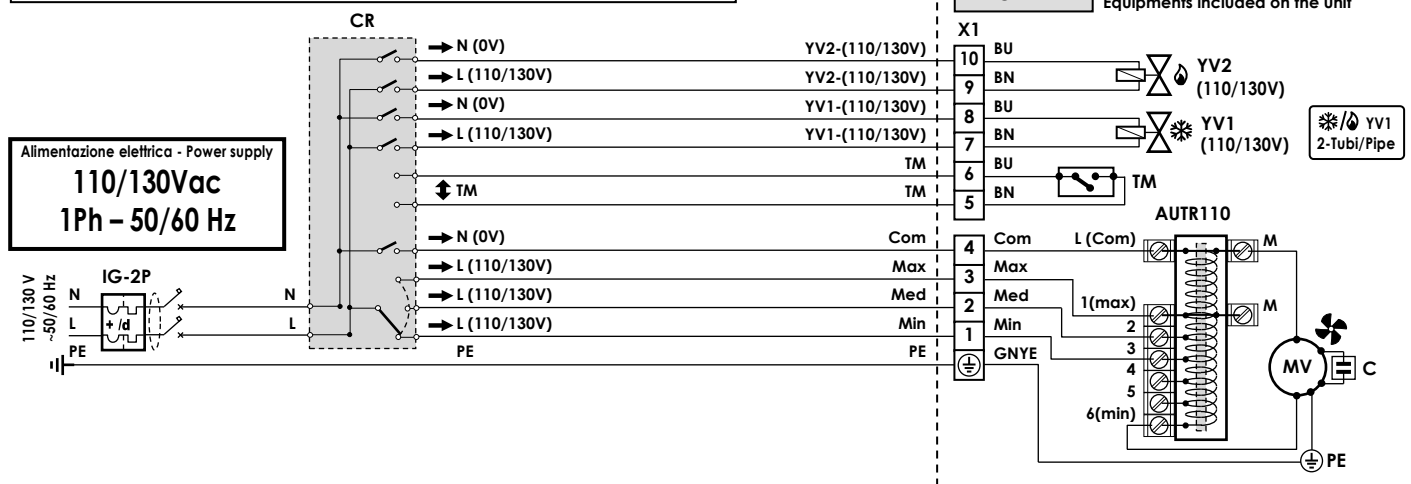 Equipments included on the unit
CR
X1
N (0V)
YV2-(110/130V)
10
BU
L (110/130V)
YV2-(110/130V)
9
BN
YV2
(110/130V)
N (0V)
YV1-(110/130V)
8
BU
L (110/130V)
YV1-(110/130V)
7
BN
YV1
(110/130V)
/ YV1
2-Tubi/Pipe
TM
6
BU
TM
TM
5
BN
TM
Alimentazione elettrica - Power supply
110/130Vac
1Ph – 50/60 Hz
AUTR110
N (0V)
Com
4
Com
L (Com)
M
L (110/130V)
Max
3
Max
L (110/130V)
Med
2
Med
L (110/130V)
Min
1
Min
PE
PE
GNYE
1(max)
M
2
3
4
5
6(min)
MV
C
PE
110/130 V
~50/60 Hz
IG-2P
N
N
L
+ /d
L
PE